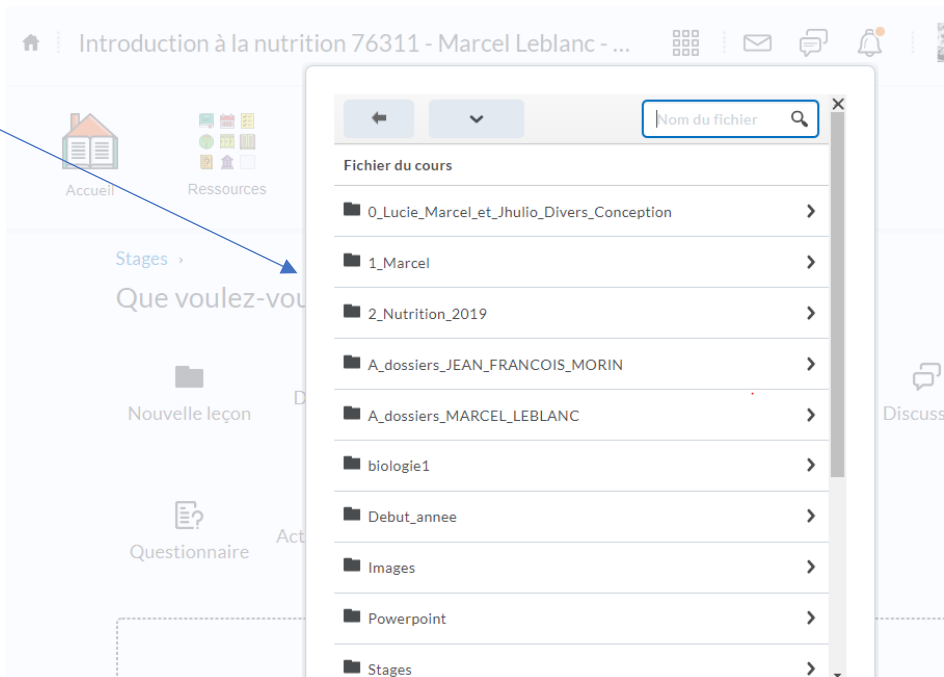 Introduction à la nutrition 76311 - Marcel Leblanc - ...
Accueil
Ressources
Nom du fichier
Fichier du cours
0_Lucie_Marcel_et_Jhulio_Divers_Conception
1_Marcel
2_Nutrition_2019
A_dossiers_JEAN_FRANCOIS_MORIN
A_dossiers_MARCEL_LEBLANC
biologie1
Debut_annee
Images
Powerpoint
Stages
Stages
Que voulez-vou
Nouvelle leçon
D
Discuss
Questionnaire
Act